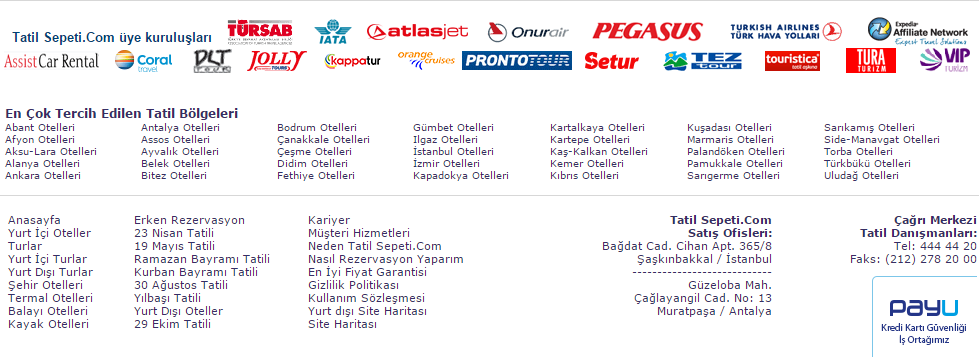 Tatil Sepeti.Com üye kuruluşları
TÜRSAB
IATA
atlasjet
Onurair
PEGASUS
TURKISH AIRLINES
TÜRK HAVA YOLLARI
Expedia
Affiliate Network
Expert Travel Solutions
Assist Car Rental
Coral
travel
PLT
tour
JOLLY
TOUR
kappatur
orange
cruises
PRONTOTOUR
Setur
TEZ
TOUR
touristica
tatil aşkına
TURA
TURİZM
VIP
TURİZM
En Çok Tercih Edilen Tatil Bölgeleri
Abant Otelleri Antalya Otelleri Bodrum Otelleri Gümbet Otelleri Kartalkaya Otelleri Kuşadası Otelleri Sarıkamış Otelleri
Afyon Otelleri Assos Otelleri Çanakkale Otelleri Ilgaz Otelleri Kartepe Otelleri Marmaris Otelleri Side-Manavgat Otelleri
Aksu-Lara Otelleri Ayvalık Otelleri Çeşme Otelleri İstanbul Otelleri Kaş-Kalkan Otelleri Palandöken Otelleri Torba Otelleri
Alanya Otelleri Belek Otelleri Didim Otelleri İzmir Otelleri Kemer Otelleri Pamukkale Otelleri Türkbükü Otelleri
Ankara Otelleri Bitez Otelleri Fethiye Otelleri Kapadokya Otelleri Kıbrıs Otelleri Sarıgerme Otelleri Uludağ Otelleri
Anasayfa
Yurt İçi Oteller
Turlar
Yurt İçi Turlar
Yurt Dışı Turlar
Şehir Otelleri
Termal Otelleri
Balayı Otelleri
Kayak Otelleri
Erken Rezervasyon
23 Nisan Tatili
19 Mayıs Tatili
Ramazan Bayramı Tatili
Kurban Bayramı Tatili
30 Ağustos Tatili
Yılbaşı Tatili
Yurt Dışı Oteller
29 Ekim Tatili
Kariyer
Müşteri Hizmetleri
Neden Tatil Sepeti.Com
Nasıl Rezervasyon Yaparım
En İyi Fiyat Garantisi
Gizlilik Politikası
Kullanım Sözleşmesi
Yurt dışı Site Haritası
Site Haritası
Tatil Sepeti.Com
Satış Ofisleri:
Bağdat Cad. Cihan Apt. 365/8
Şaşkınbakkal / İstanbul
----------------------------
Güzeloba Mah.
Çağlayangil Cad. No: 13
Muratpaşa / Antalya
Çağrı Merkezi
Tatil Danışmanları:
Tel: 444 44 20
Faks: (212) 278 20 00
payu
Kredi Kartı Güvenliği
İş Ortağımız